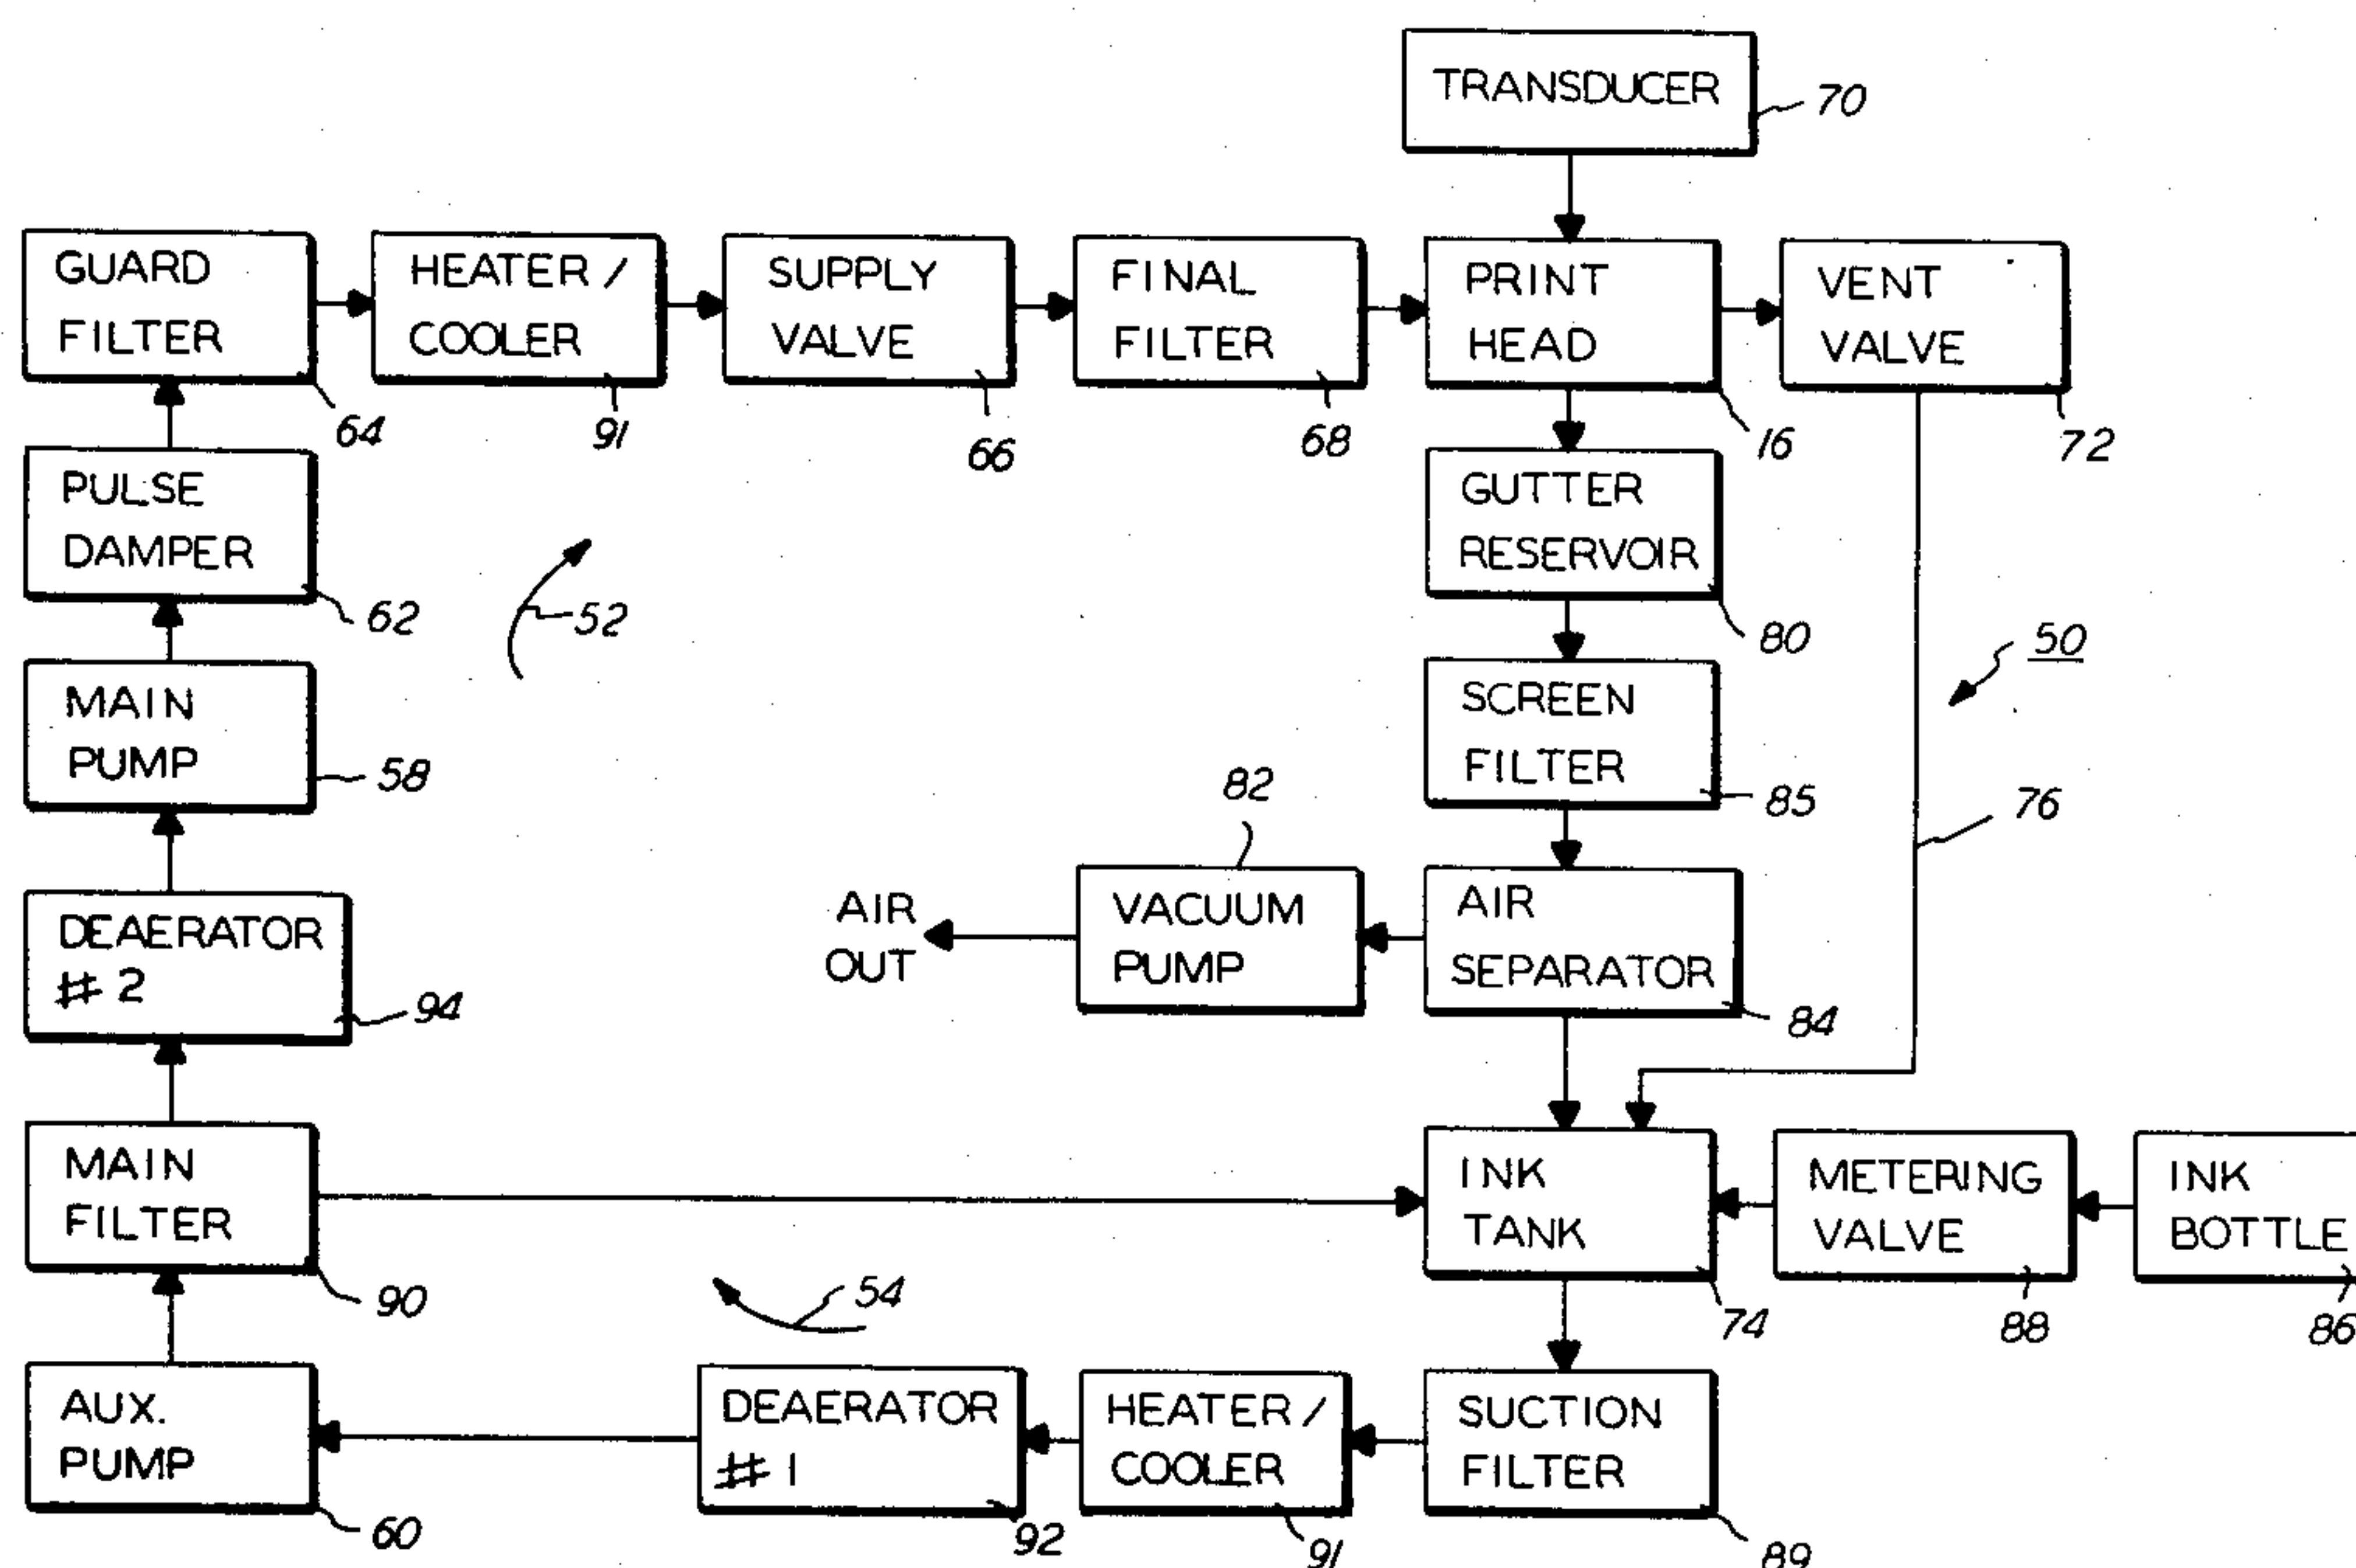 TRANSDUCER
70
GUARD
FILTER
64
HEATER /
COOLER
91
SUPPLY
VALVE
66
FINAL
FILTER
68
PRINT
HEAD
16
VENT
VALVE
72
PULSE
DAMPER
62
52
GUTTER
RESERVOIR
80
50
MAIN
PUMP
58
SCREEN
FILTER
85
76
82
DEAERATOR
# 2
94
AIR
OUT
VACUUM
PUMP
AIR
SEPARATOR
84
MAIN
FILTER
90
54
INK
TANK
74
METERING
VALVE
88
INK
BOTTLE
86
AUX.
PUMP
60
DEAERATOR
# 1
92
HEATER /
COOLER
91
SUCTION
FILTER
89